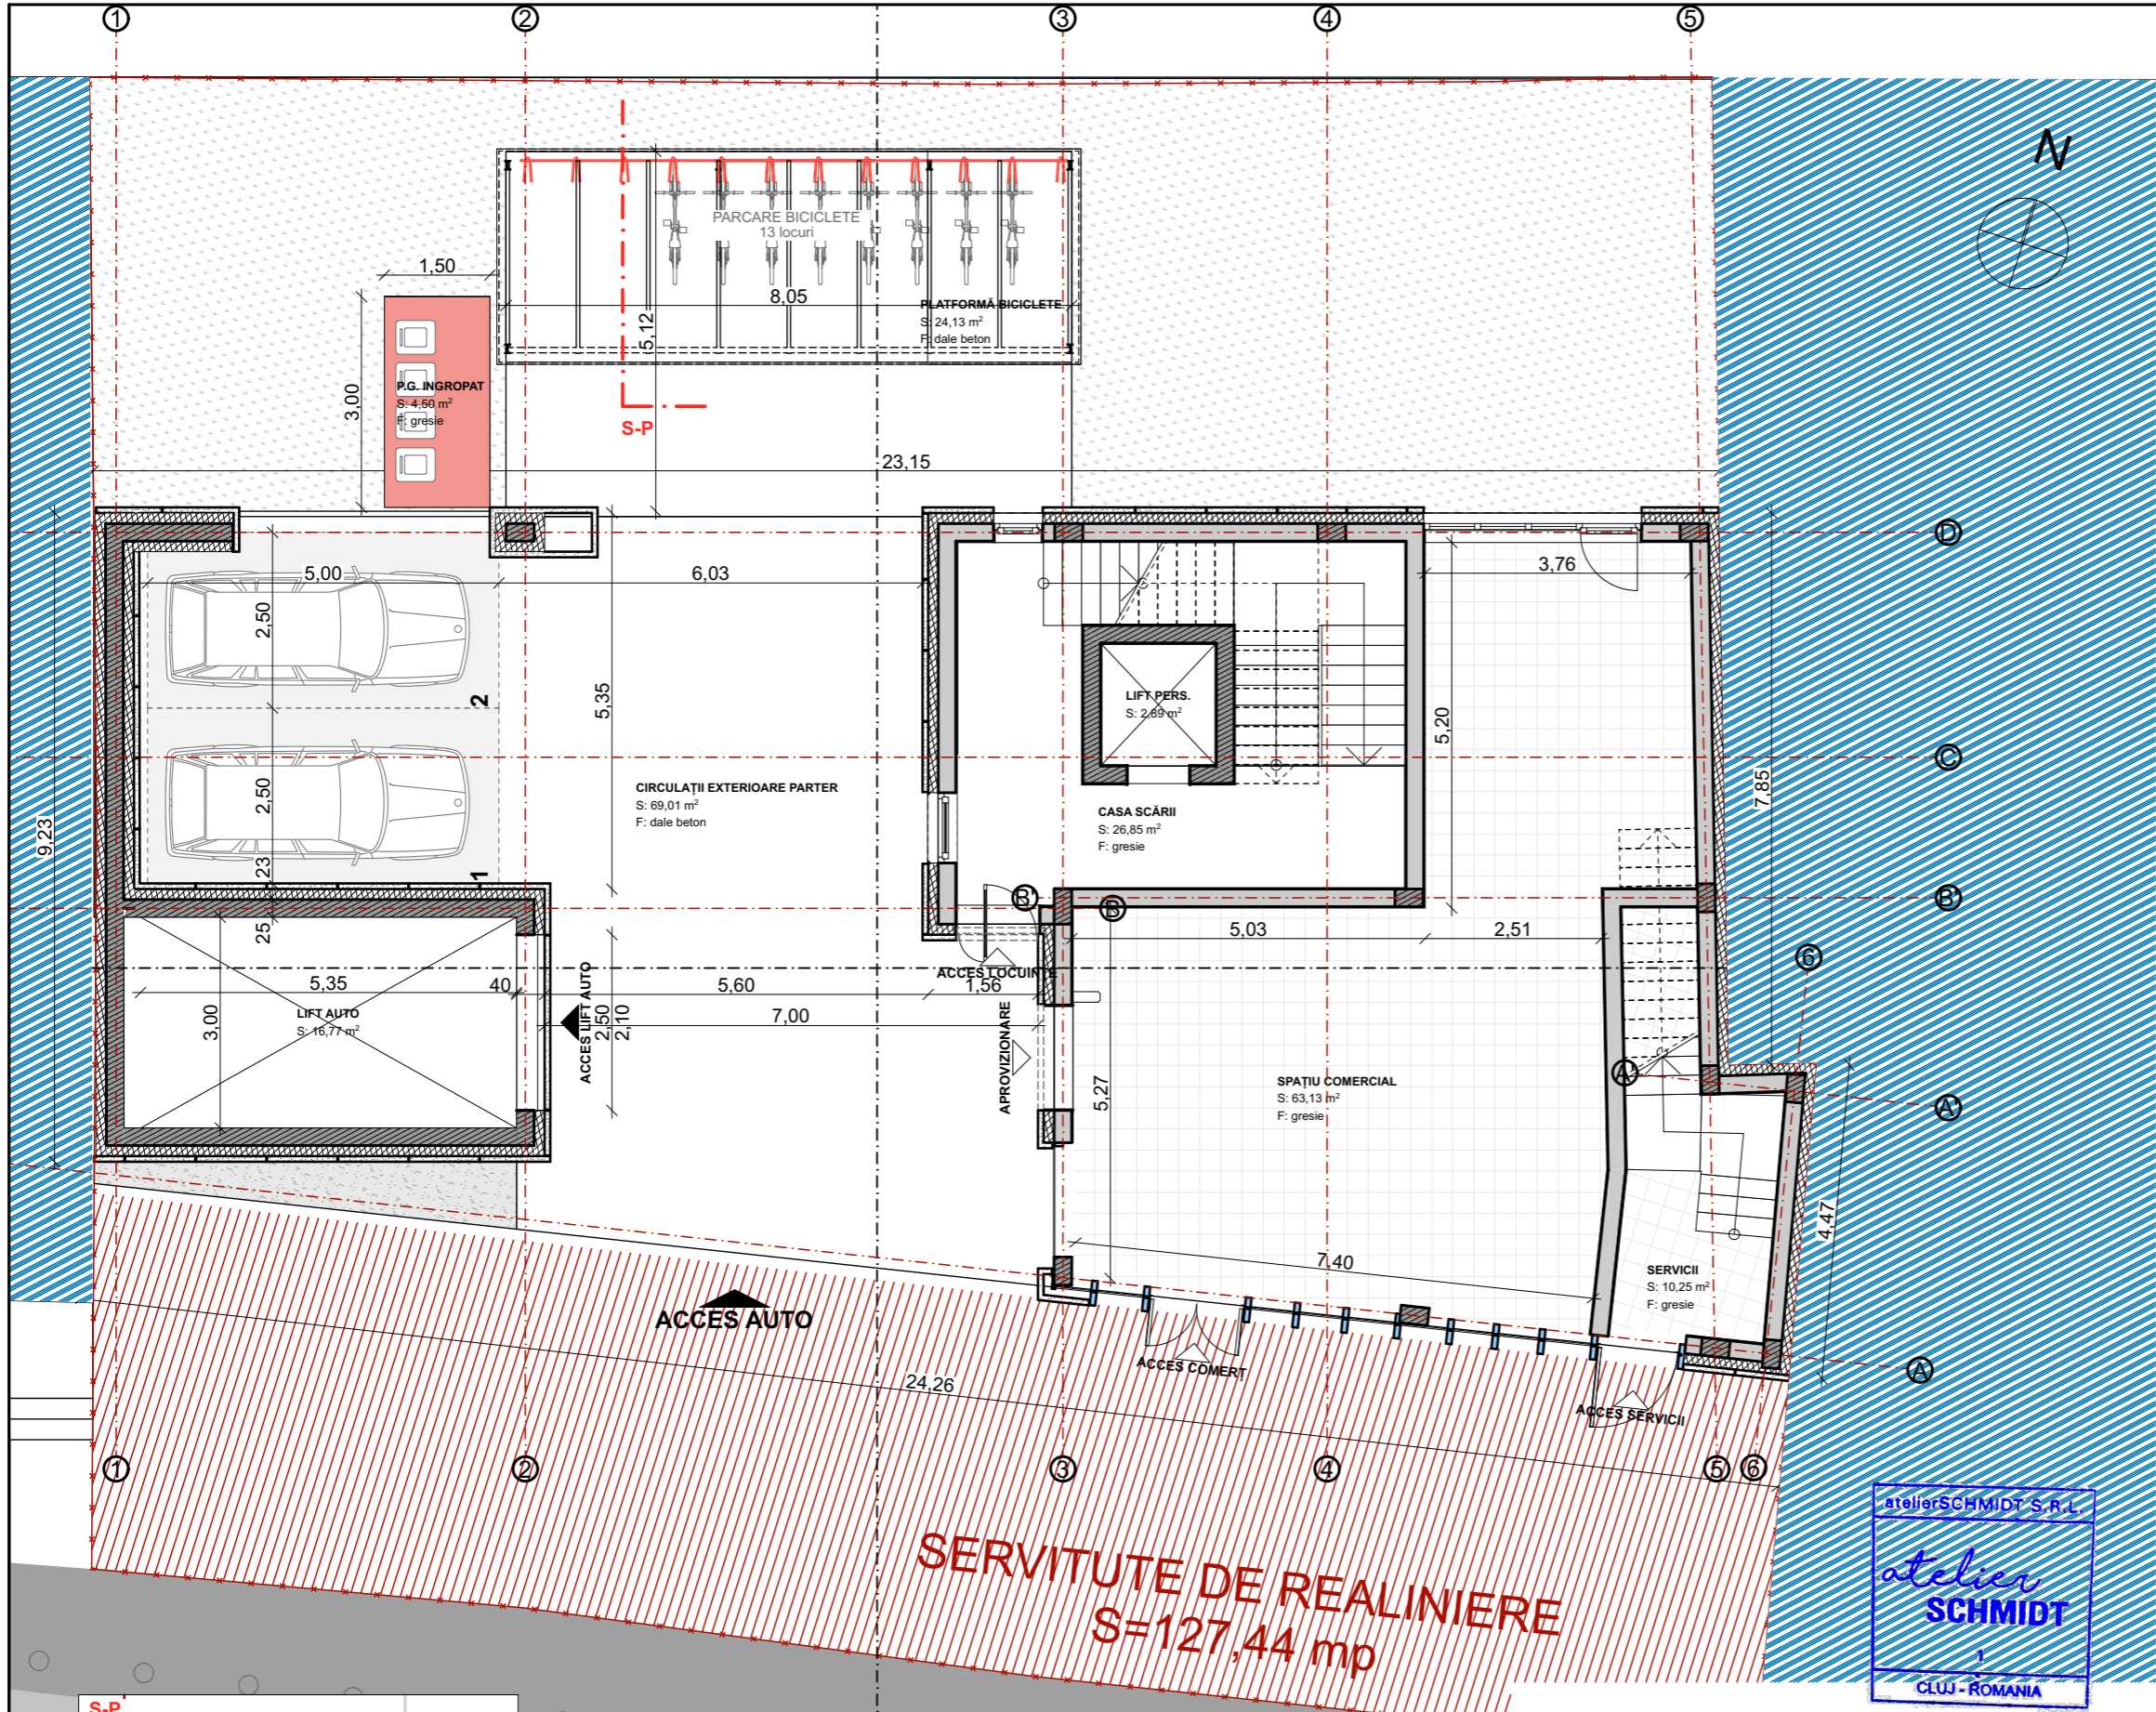 1
2
3
4
5
N
PARCARE BICICLETE
13 locuri
1,50
8,05
PLATFORMĂ BICICLETE
S: 24,13 m²
F: dale beton
5,12
3,00
P.G. INGROPAT
S: 4,50 m²
F: gresie
S-P
23,15
D
5,00
6,03
3,76
2,50
2
5,35
LIFT PERS.
S: 2,89 m²
5,20
C
7,85
CIRCULAȚII EXTERIOARE PARTER
S: 69,01 m²
F: dale beton
CASA SCĂRII
S: 26,85 m²
F: gresie
2,50
9,23
23
1
B'
B
B'
25
5,03
2,51
6
ACCES LOCUINȚE
5,35
40
5,60
1,56
LIFT AUTO
S: 16,77 m²
3,00
ACCES LIFT AUTO
2,50
2,10
7,00
APROVIZIONARE
5,27
SPAȚIU COMERCIAL
S: 63,13 m²
F: gresie
A'
A'
4,47
7,40
SERVICII
S: 10,25 m²
F: gresie
ACCES AUTO
ACCES COMERȚ
A
24,26
ACCES SERVICII
1
2
3
4
5
6
SERVITUTE DE REALINIERE
S=127,44 mp
atelierSCHMIDT S.R.L.
atelier
SCHMIDT
1
CLUJ - ROMANIA
S-P